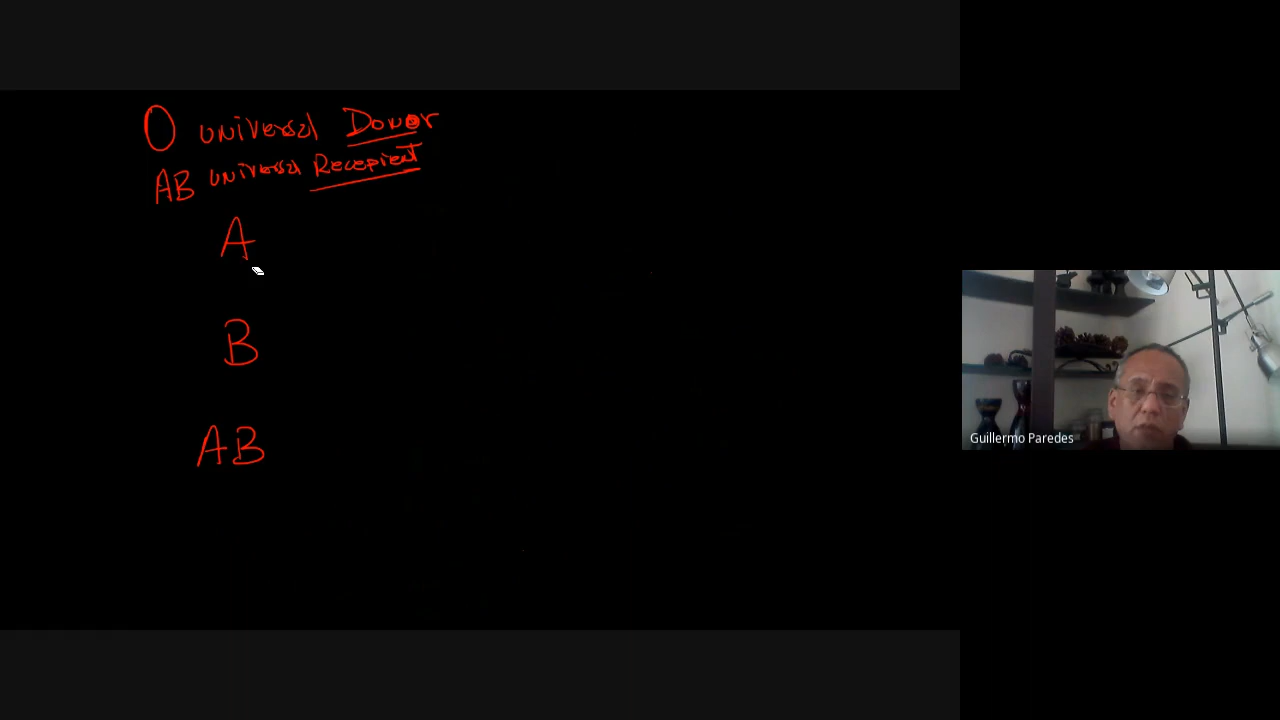 O universal Donor
AB universal Recepient
A
B
AB
Guillermo Paredes